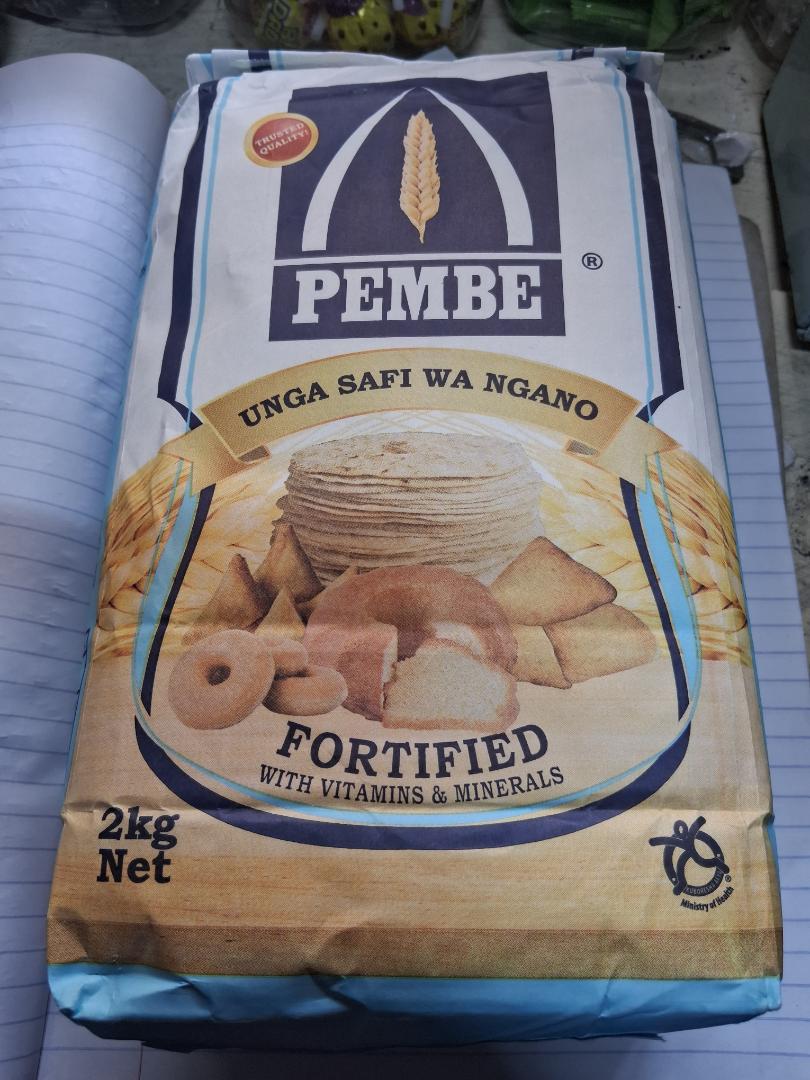 TRUSTED
QUALITY!
PEMBE
®
UNGA SAFI WA NGANO
FORTIFIED
WITH VITAMINS & MINERALS
2kg
Net
Ministry of Health
®